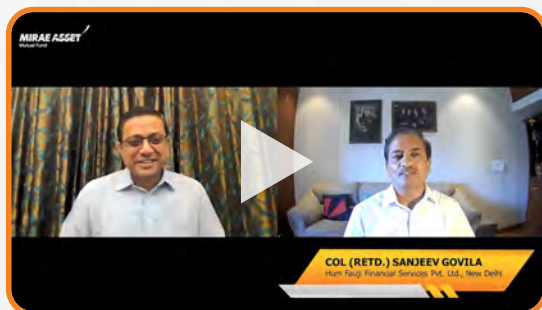 MIRAE ASSET
Mutual Fund
COL (RETD.) SANJEEV GOVILA
Hum Fauji Financial Services Pvt. Ltd., New Delhi